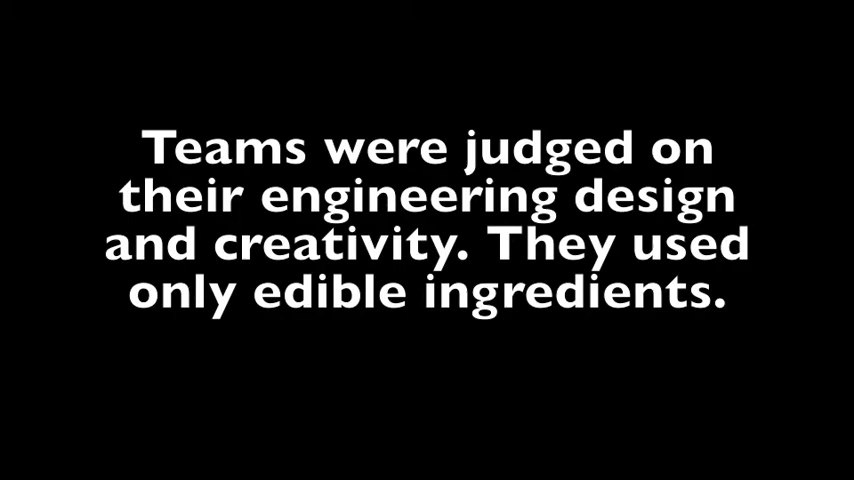 Teams were judged on
their engineering design
and creativity. They used
only edible ingredients.